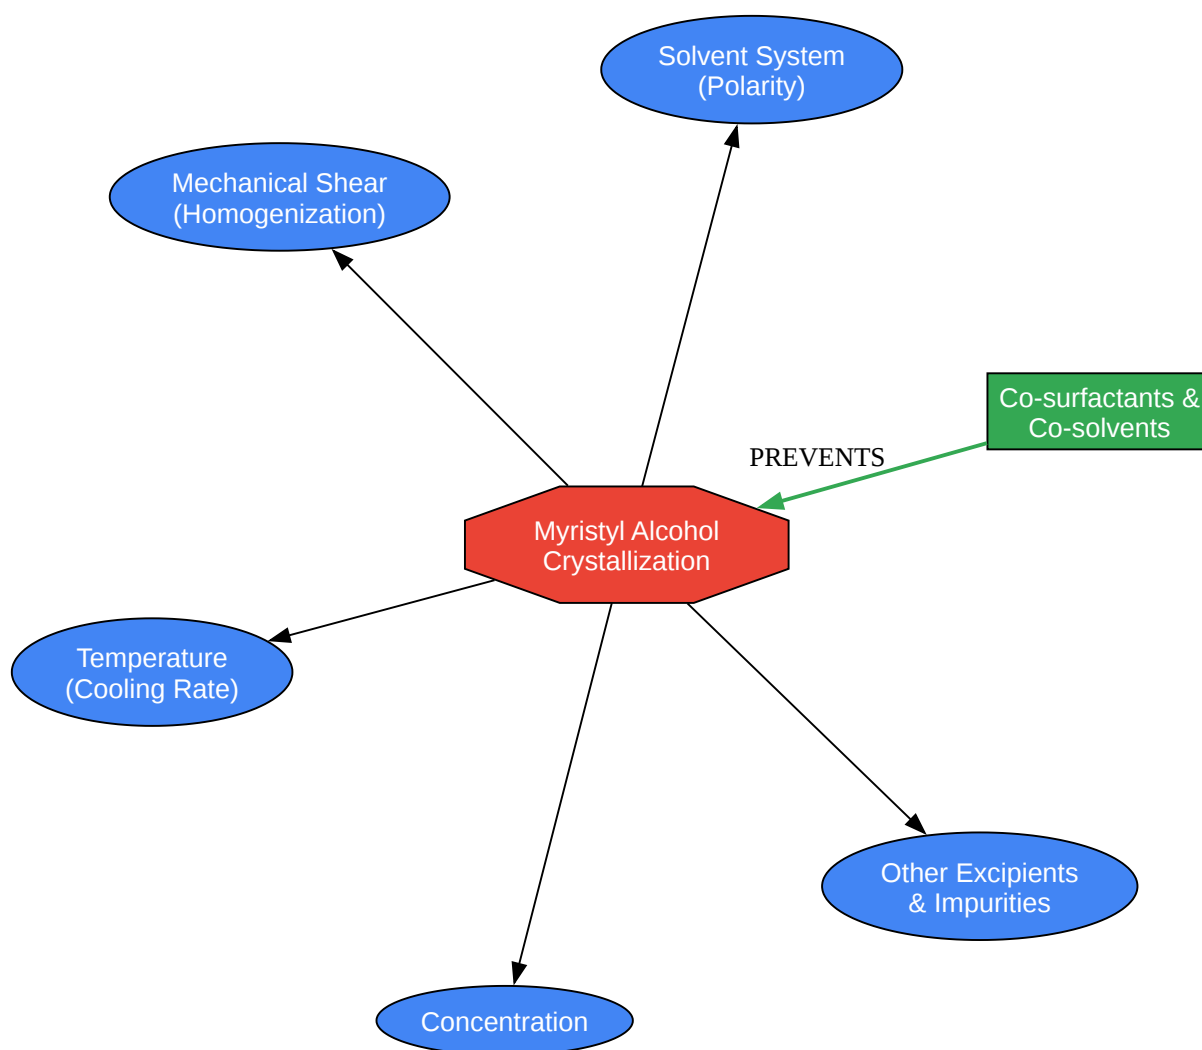 Solvent System
(Polarity)
Mechanical Shear
(Homogenization)
Co-surfactants &
Co-solvents
PREVENTS
Myristyl Alcohol
Crystallization
Temperature
(Cooling Rate)
Other Excipients
& Impurities
Concentration